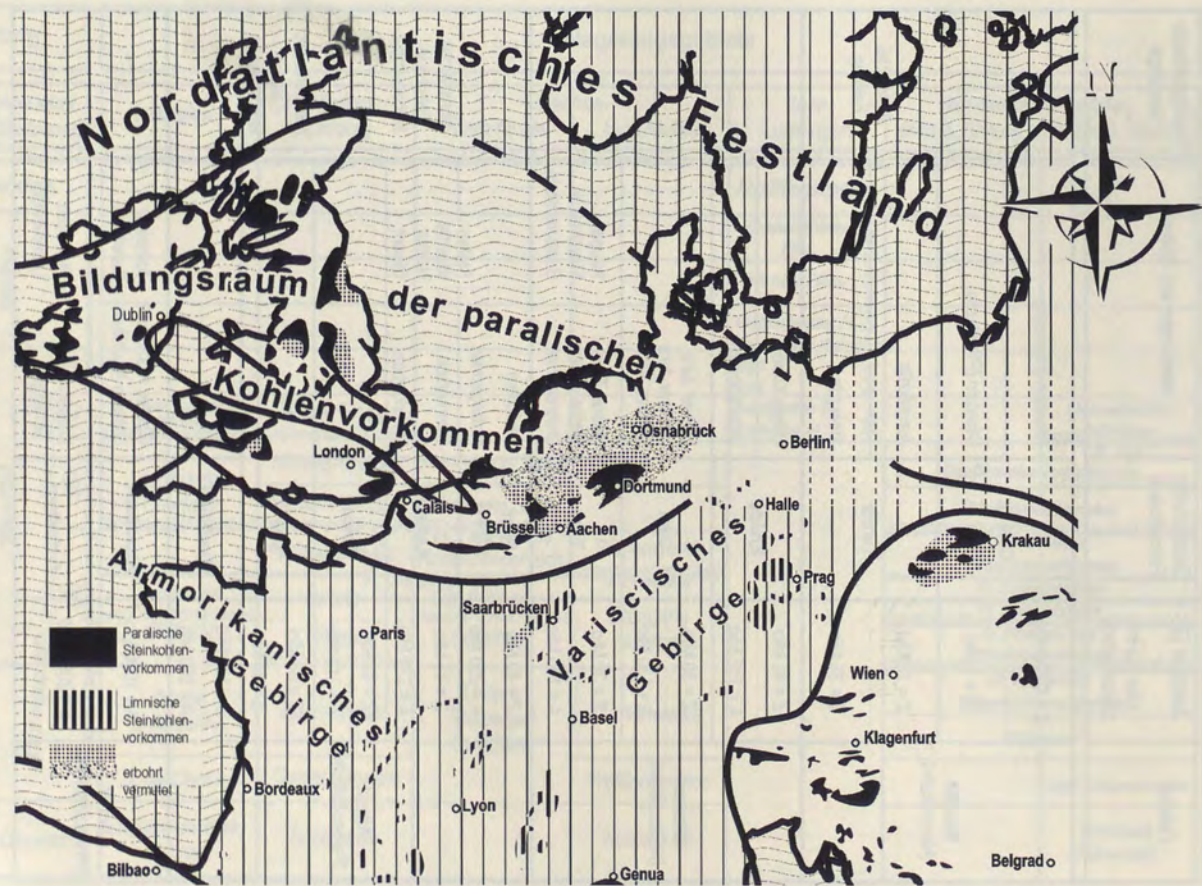 Nordatlantisches Festland
N
Bildungsraum
der paralischen
Kohlenvorkommen
Dublin
London
Calais
Brüssel
Aachen
Osnabrück
Dortmund
Berlin
Halle
Krakau
Prag
Saarbrücken
Paris
Armorikanisches
Gebirge
Variscisches
Gebirge
Wien
Basel
Klagenfurt
Bordeaux
Lyon
Bilbao
Genua
Belgrad
Paralische
Steinkohlen-
vorkommen
Limnische
Steinkohlen-
vorkommen
erbohrt
vermutet